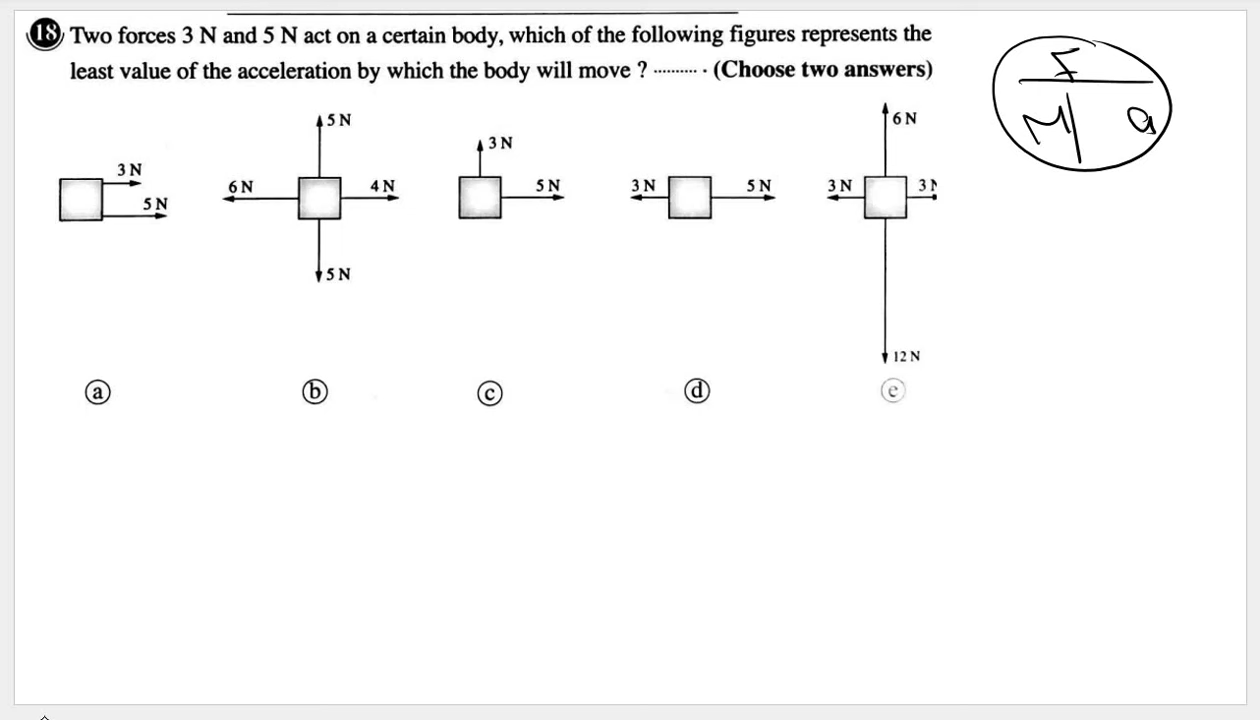 18 Two forces 3 N and 5 N act on a certain body, which of the following figures represents the
least value of the acceleration by which the body will move ? .......... . (Choose two answers)
F
M a
3 N
5 N
5 N
6 N
4 N
5 N
3 N
5 N
3 N
5 N
6 N
3 N
3 N
12 N
a
b
c
d
e